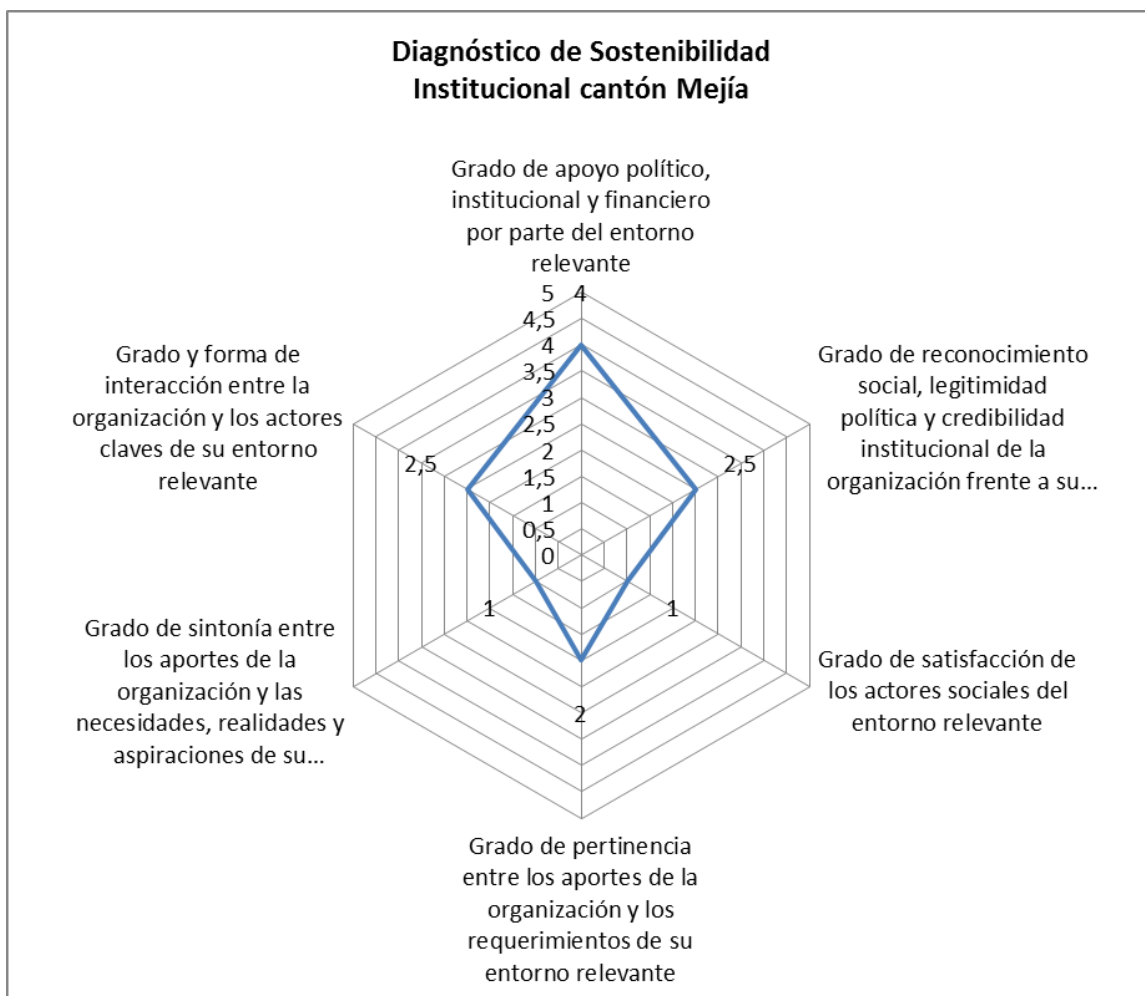 Diagnóstico de Sostenibilidad
Institucional cantón Mejía
Grado de apoyo político,
institucional y financiero
por parte del entorno
relevante
Grado de reconocimiento
social, legitimidad
política y credibilidad
institucional de la
organización frente a su...
Grado de satisfacción de
los actores sociales del
entorno relevante
Grado de pertinencia
entre los aportes de la
organización y los
requerimientos de su
entorno relevante
Grado de sintonía entre
los aportes de la
organización y las
necesidades, realidades y
aspiraciones de su...
Grado y forma de
interacción entre la
organización y los actores
claves de su entorno
relevante
5
4,5
4
3,5
3
2,5
2
1,5
1
0,5
0
4
2,5
1
2
1
2,5